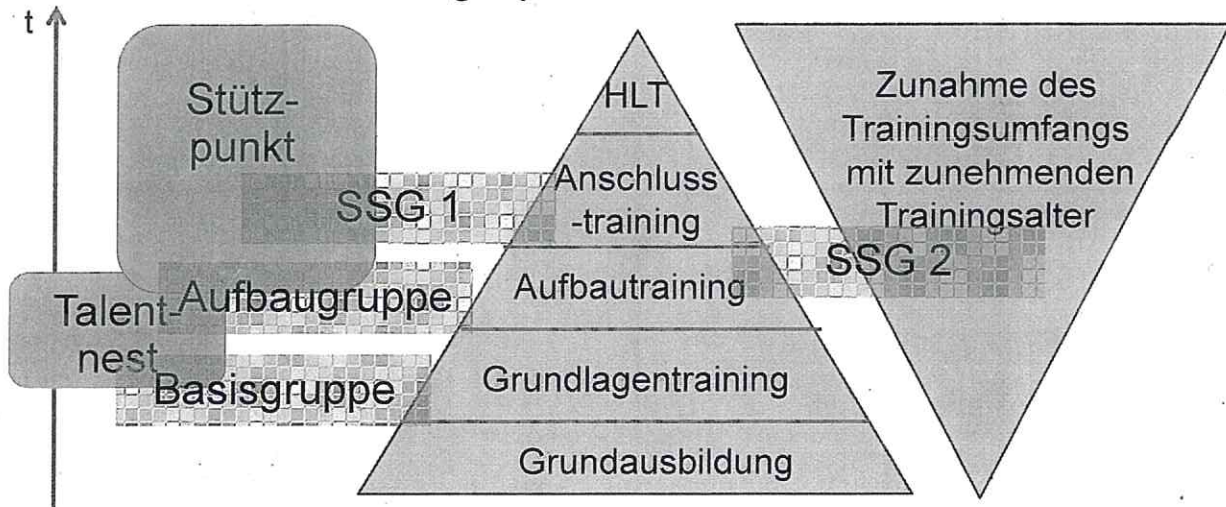 t
Stütz-
punkt
SSG 1
Aufbaugruppe
Talent-
nest
Basisgruppe
HLT
Anschluss
-training
Aufbautraining
Grundlagentraining
Grundausbildung
Zunahme des
Trainingsumfangs
mit zunehmenden
Trainingsalter
SSG 2